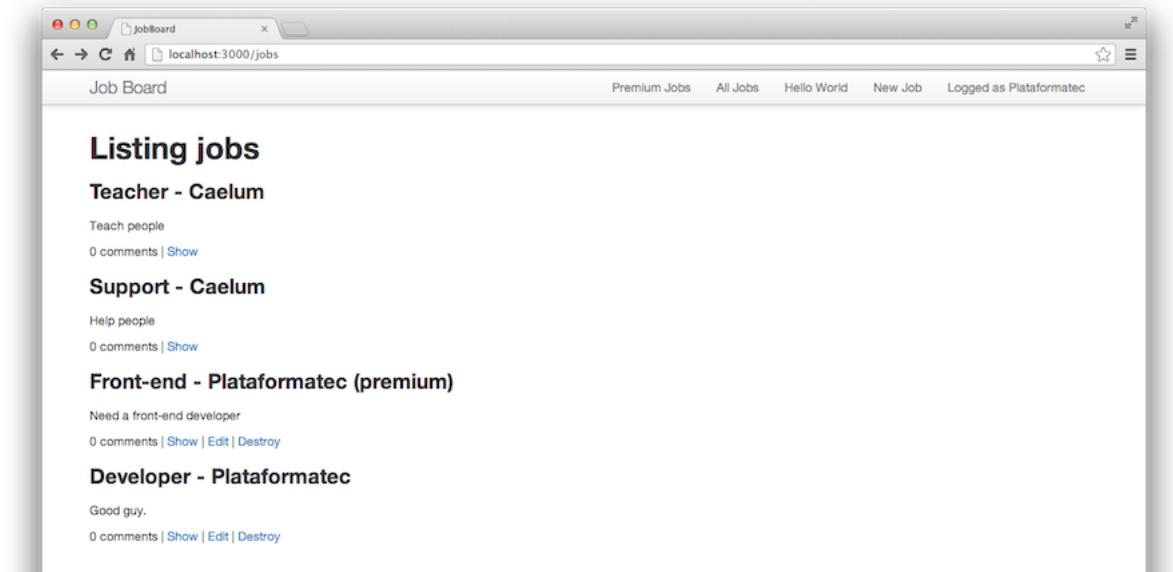 JobBoard
localhost:3000/jobs
Job Board Premium Jobs All Jobs Hello World New Job Logged as Plataformatec
Listing jobs
Teacher - Caelum
Teach people
0 comments | Show
Support - Caelum
Help people
0 comments | Show
Front-end - Plataformatec (premium)
Need a front-end developer
0 comments | Show | Edit | Destroy
Developer - Plataformatec
Good guy.
0 comments | Show | Edit | Destroy